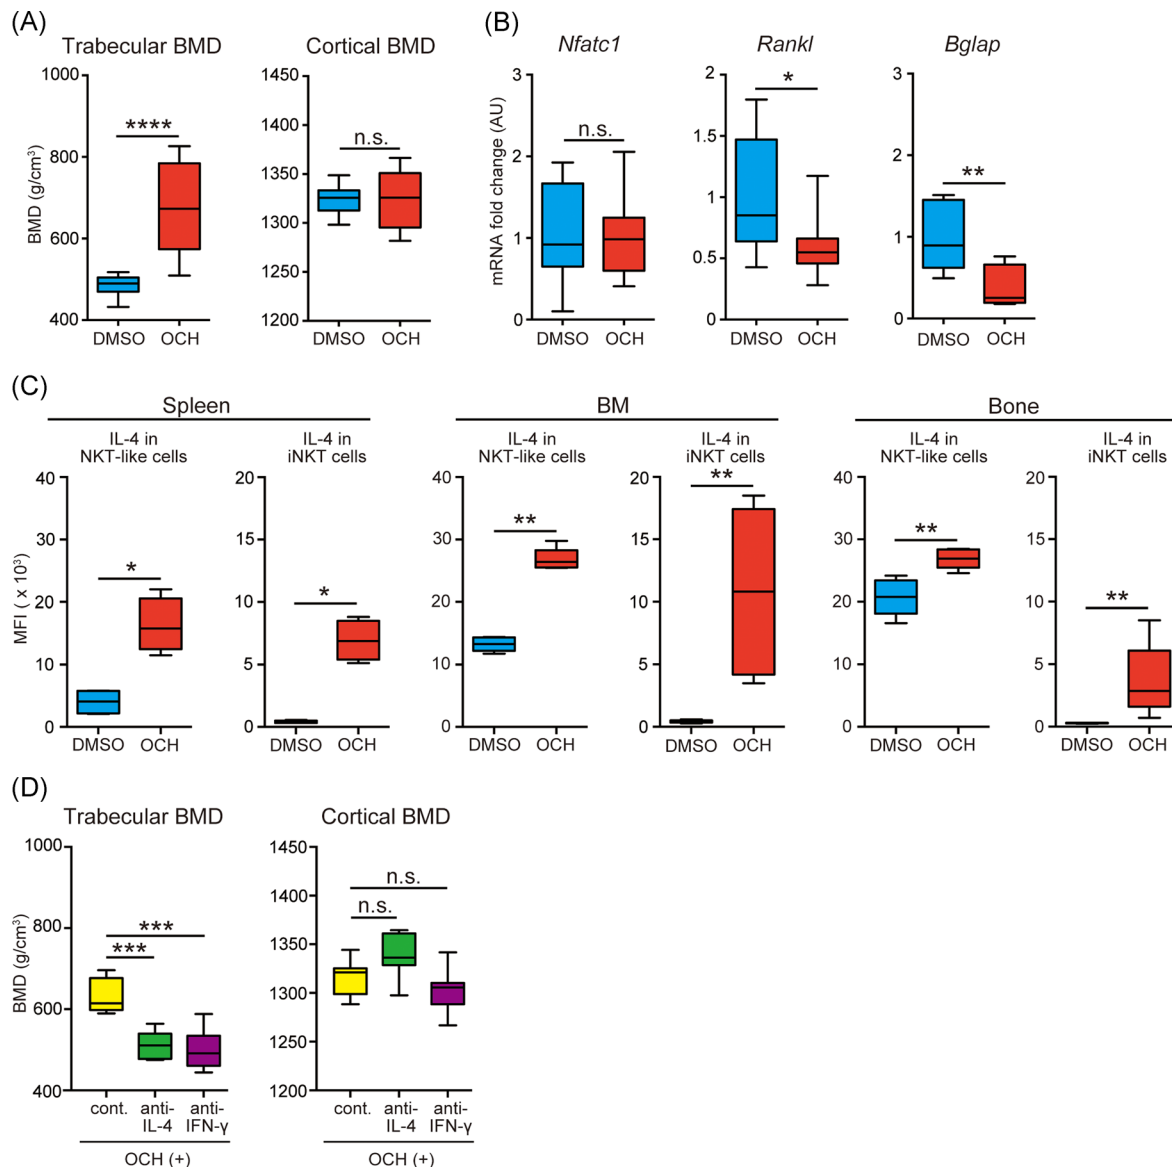 (A)
Trabecular BMD
Cortical BMD
BMD (g/cm³)
1000
800
600
400
****
DMSO OCH
1450
1400
1350
1300
1250
1200
n.s.
DMSO OCH
(B)
Nfatc1
Rankl
Bglap
mRNA fold change (AU)
3
2
1
0
n.s.
DMSO OCH
2
1.5
1
0.5
0
*
DMSO OCH
3
2
1
0
**
DMSO OCH
(C)
Spleen
BM
Bone
IL-4 in
NKT-like cells
IL-4 in
iNKT cells
IL-4 in
NKT-like cells
IL-4 in
iNKT cells
IL-4 in
NKT-like cells
IL-4 in
iNKT cells
MFI ( x 10³)
40
30
20
10
0
*
DMSO OCH
20
15
10
5
0
*
DMSO OCH
40
30
20
10
0
**
DMSO OCH
20
15
10
5
0
**
DMSO OCH
40
30
20
10
0
**
DMSO OCH
20
15
10
5
0
**
DMSO OCH
(D)
Trabecular BMD
Cortical BMD
BMD (g/cm³)
1000
800
600
400
***
***
cont. anti-IL-4 anti-IFN-γ
OCH (+)
1450
1400
1350
1300
1250
1200
n.s.
n.s.
cont. anti-IL-4 anti-IFN-γ
OCH (+)